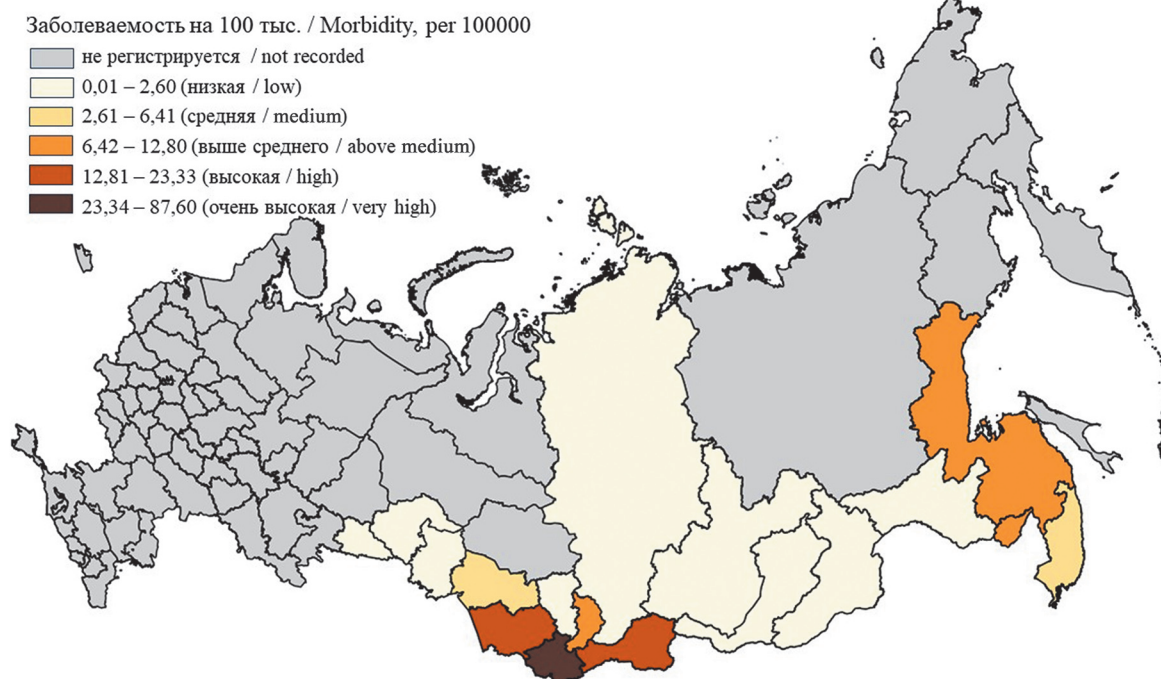 Заболеваемость на 100 тыс. / Morbidity, per 100000
не регистрируется / not recorded
0,01 – 2,60 (низкая / low)
2,61 – 6,41 (средняя / medium)
6,42 – 12,80 (выше среднего / above medium)
12,81 – 23,33 (высокая / high)
23,34 – 87,60 (очень высокая / very high)